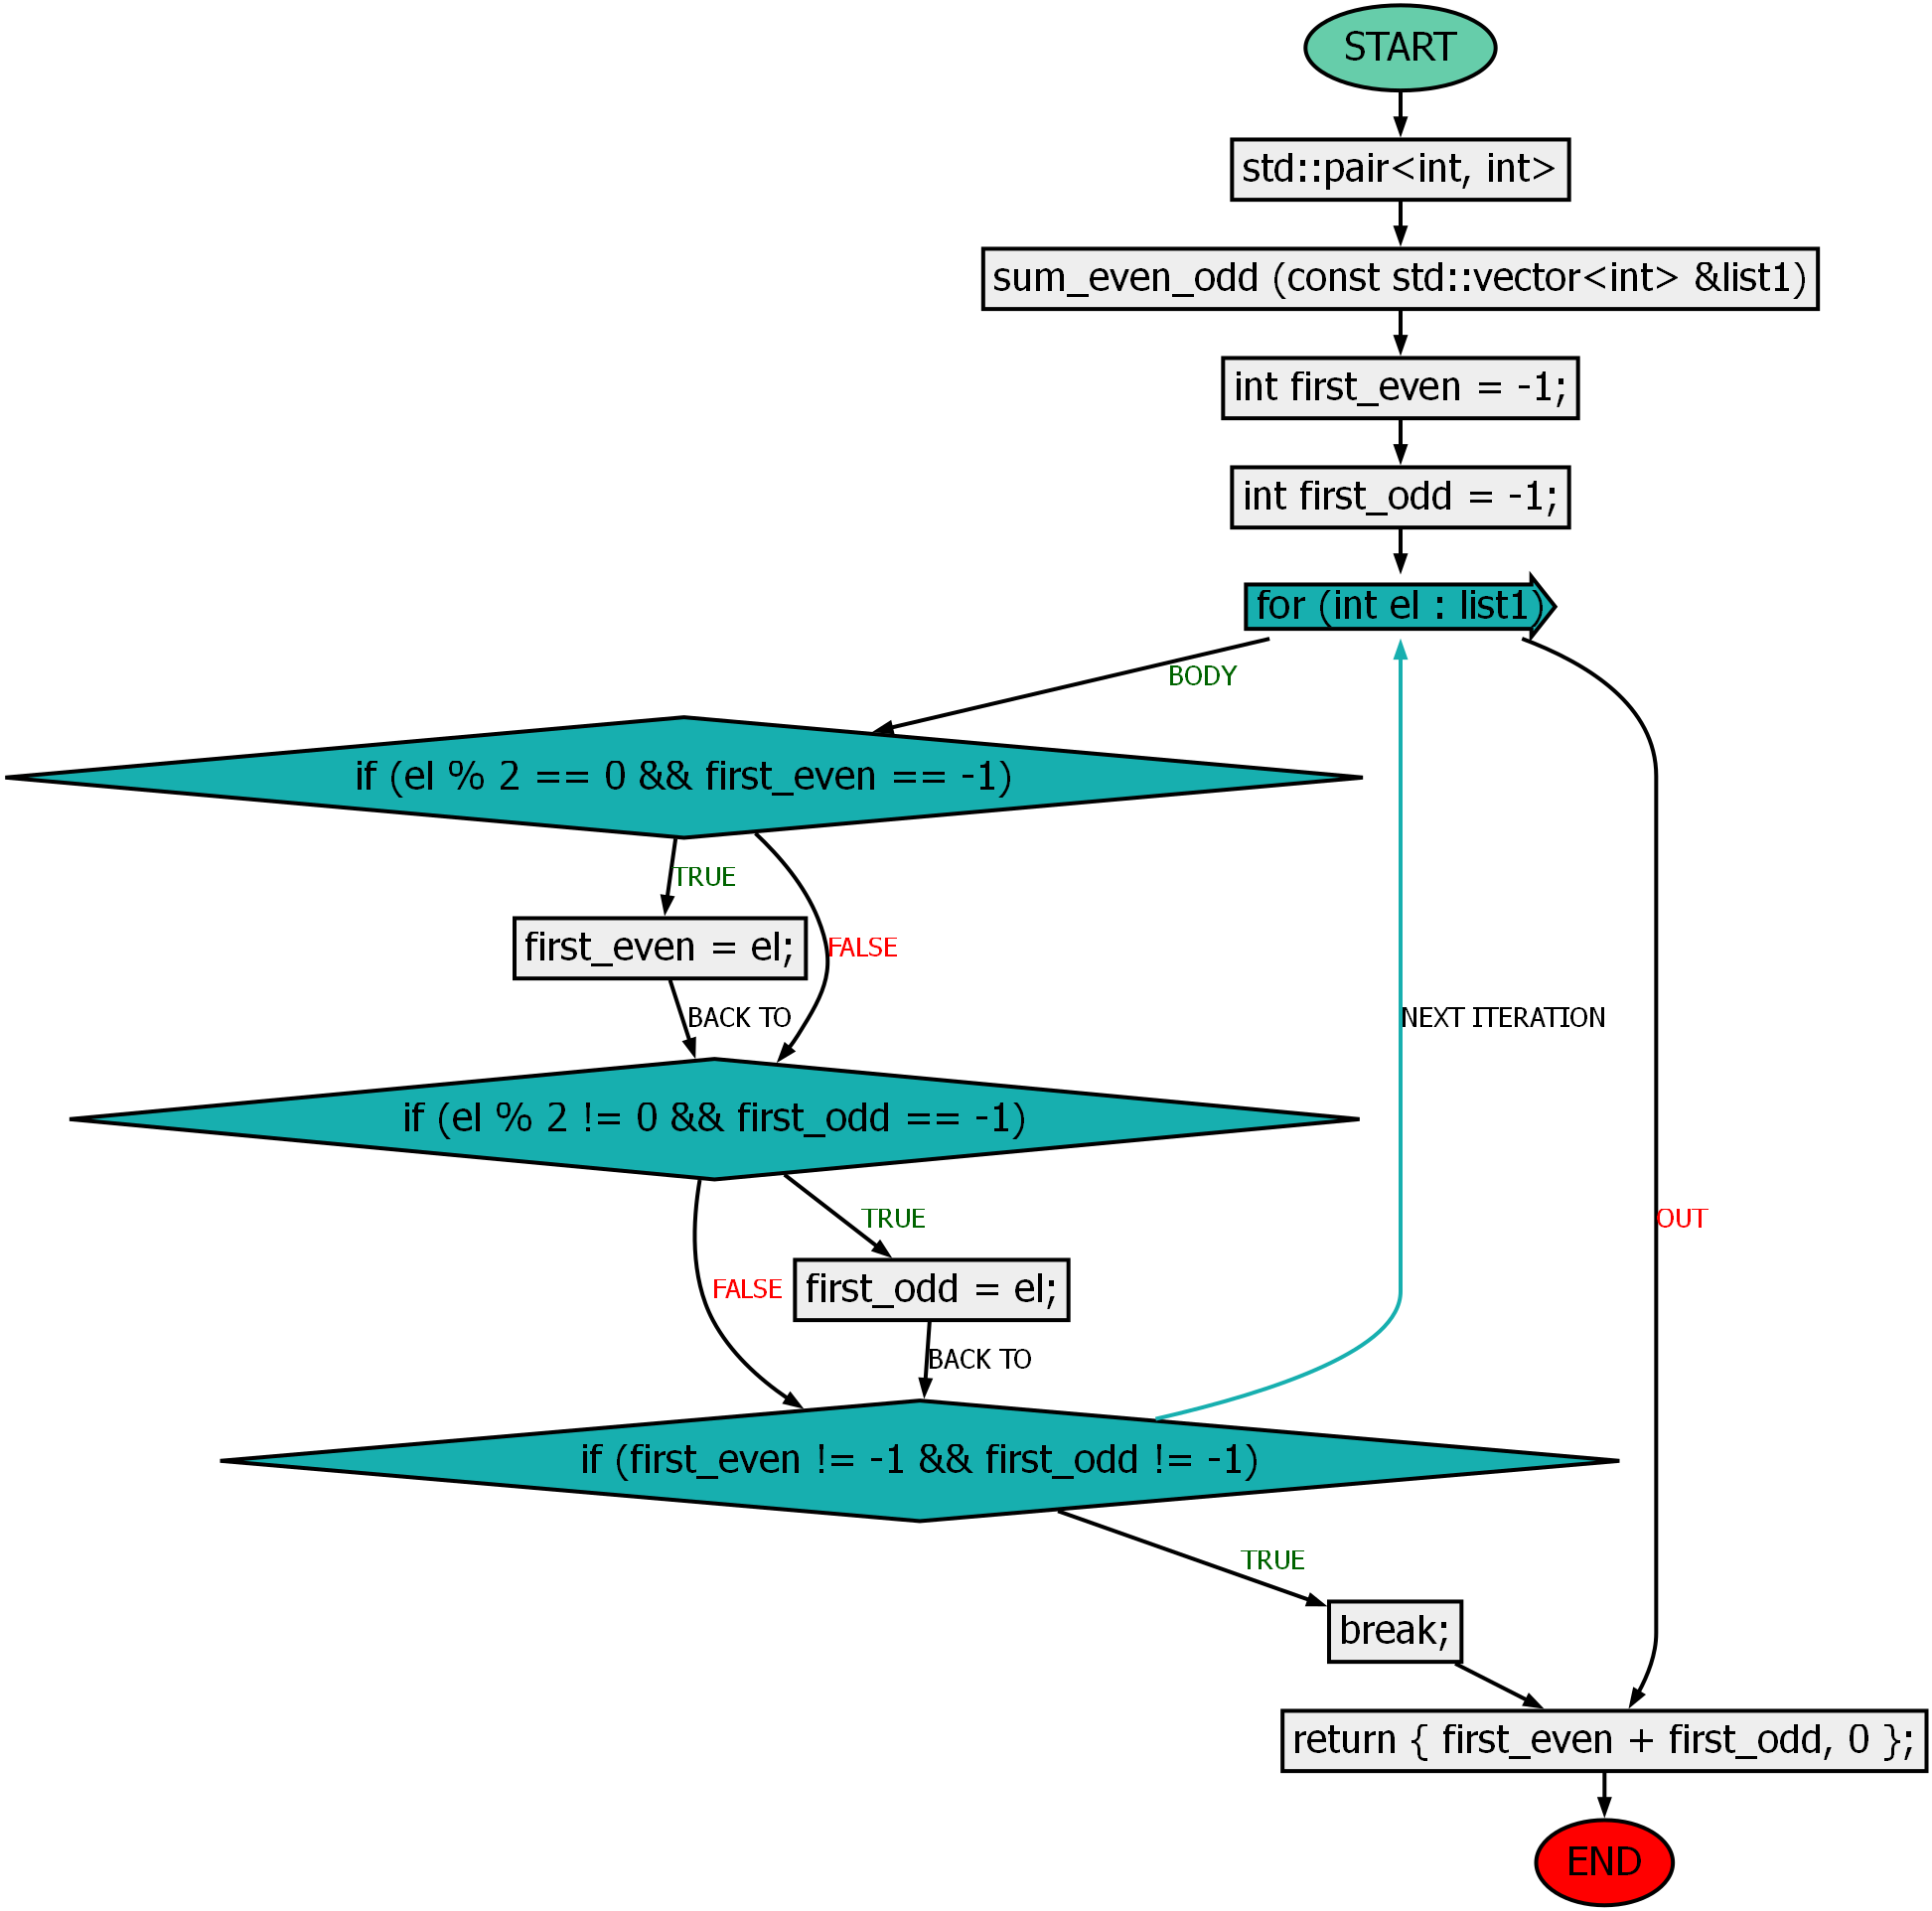 START
std::pair<int, int>
sum_even_odd (const std::vector<int> &list1)
int first_even = -1;
int first_odd = -1;
for (int el : list1)
BODY
if (el % 2 == 0 && first_even == -1)
TRUE
first_even = el;
FALSE
BACK TO
NEXT ITERATION
if (el % 2 != 0 && first_odd == -1)
TRUE
OUT
FALSE
first_odd = el;
BACK TO
if (first_even != -1 && first_odd != -1)
TRUE
break;
return { first_even + first_odd, 0 };
END